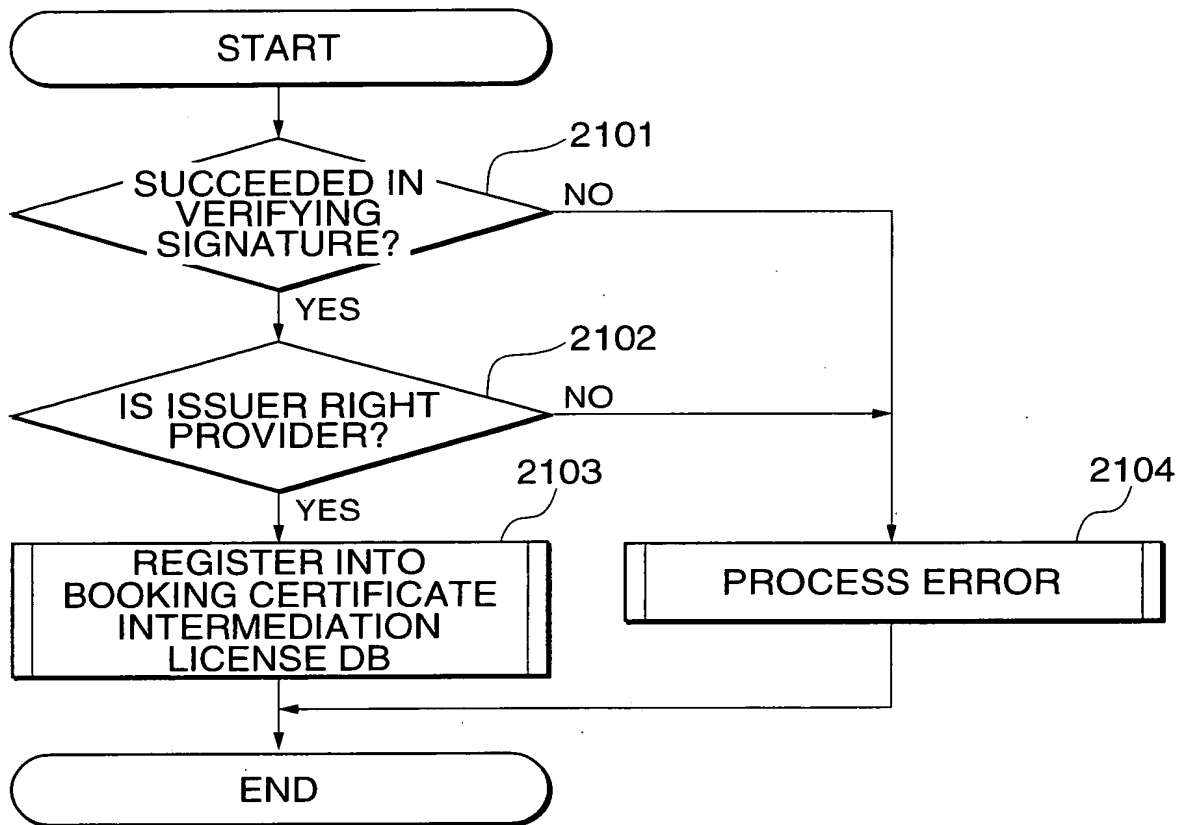 START
2101
SUCCEEDED IN
VERIFYING
SIGNATURE?
NO
YES
2102
IS ISSUER RIGHT
PROVIDER?
NO
YES
2103
REGISTER INTO
BOOKING CERTIFICATE
INTERMEDIATION
LICENSE DB
2104
PROCESS ERROR
END